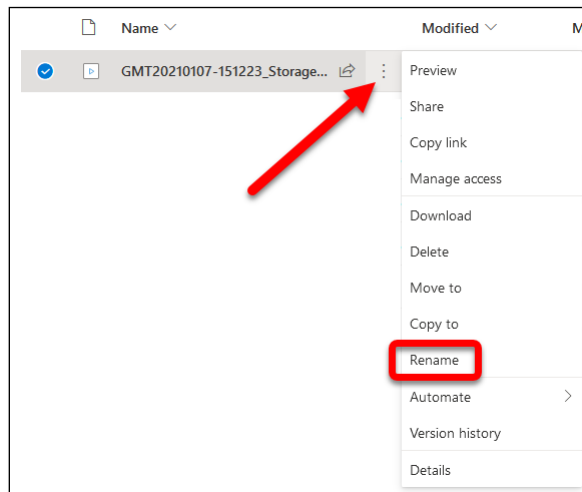 Name Modified M
GMT20210107-151223_Storage...
Preview
Share
Copy link
Manage access
Download
Delete
Move to
Copy to
Rename
Automate
Version history
Details